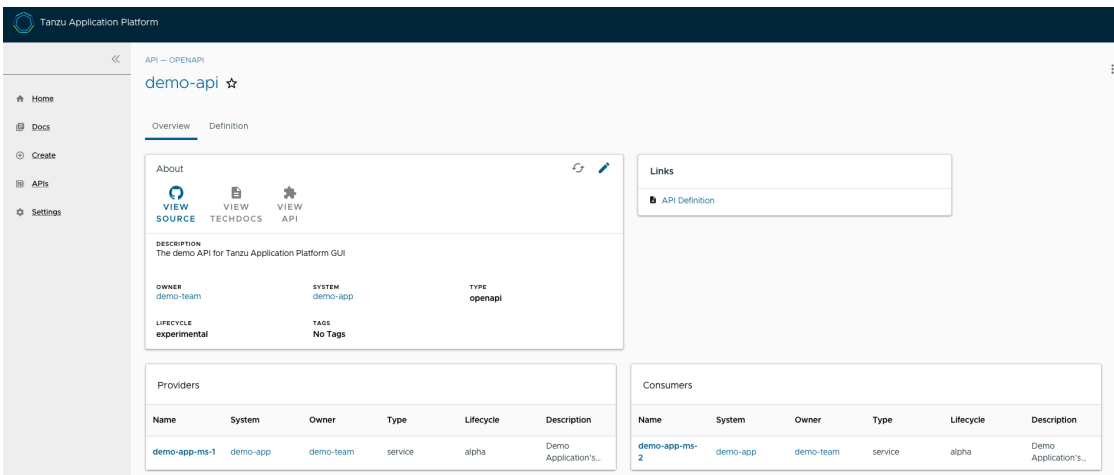 Tanzu Application Platform
Home
Docs
Create
APIs
Settings
API — OPENAPI
demo-api
Overview Definition
About
VIEW SOURCE
VIEW TECHDOCS
VIEW API
DESCRIPTION
The demo API for Tanzu Application Platform GUI
OWNER SYSTEM TYPE
demo-team demo-app openapi
LIFECYCLE TAGS
experimental No Tags
Links
API Definition
Providers
Name System Owner Type Lifecycle Description
demo-app-ms-1 demo-app demo-team service alpha Demo Application's...
Consumers
Name System Owner Type Lifecycle Description
demo-app-ms-2 demo-app demo-team service alpha Demo Application's...